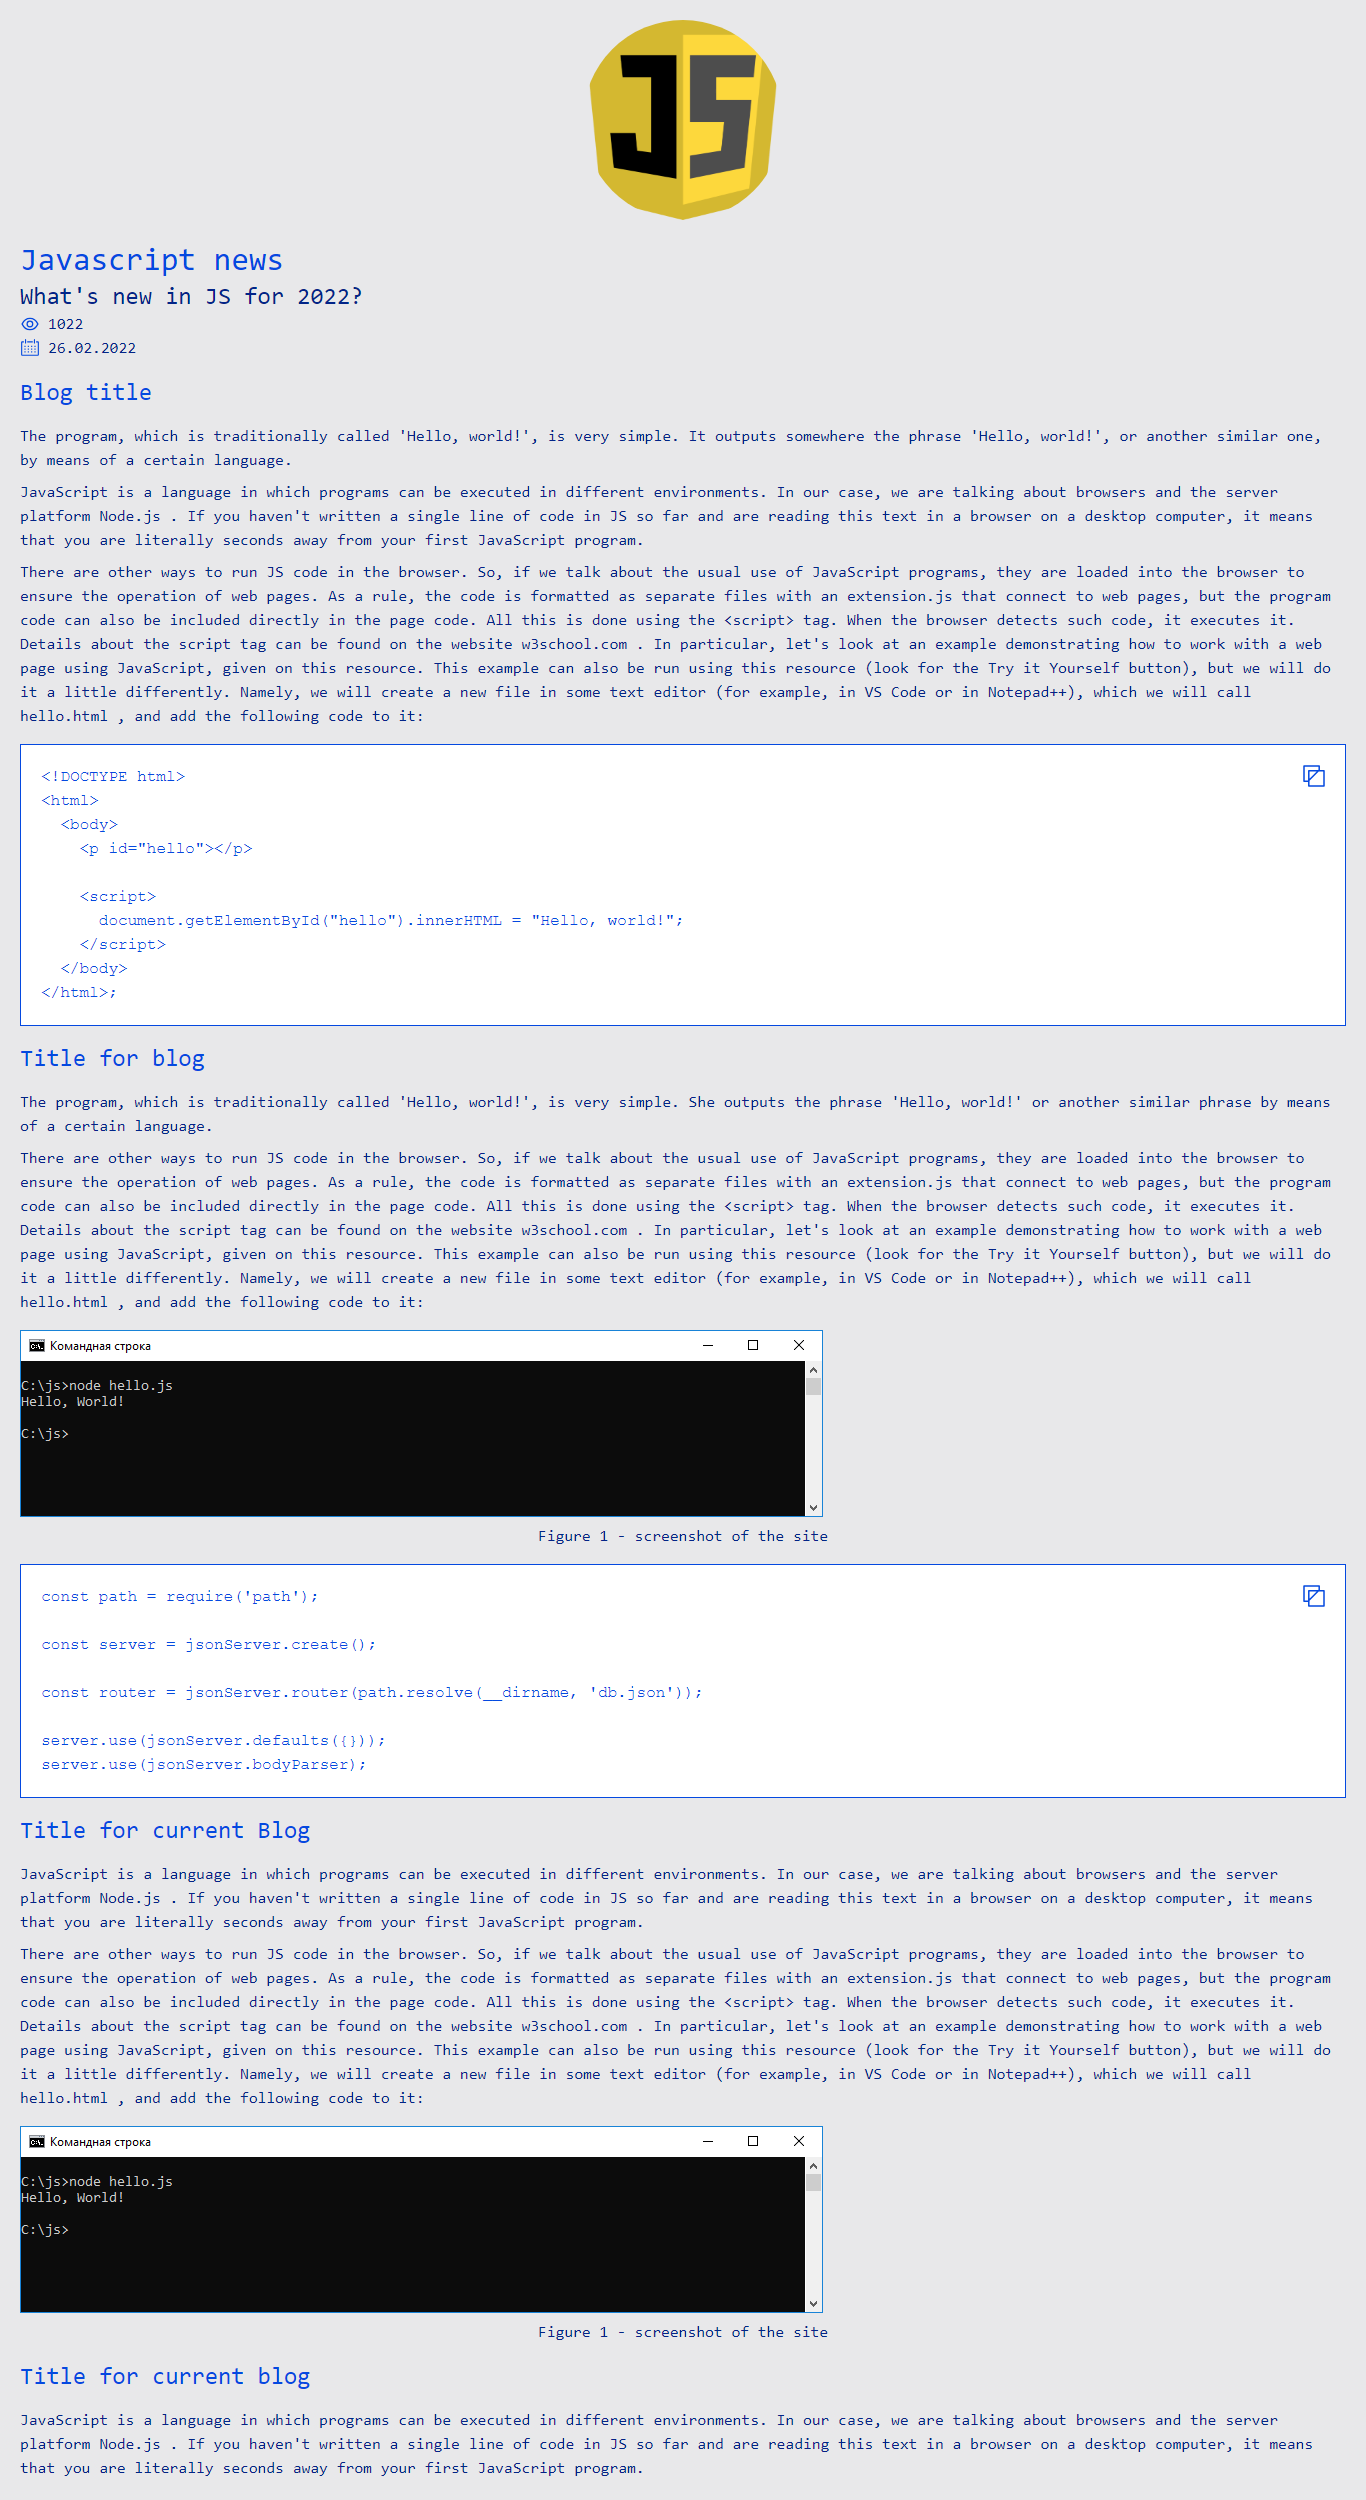 JS
Javascript news
What's new in JS for 2022?
1022
26.02.2022
Blog title
The program, which is traditionally called 'Hello, world!', is very simple. It outputs somewhere the phrase 'Hello, world!', or another similar one,
by means of a certain language.
JavaScript is a language in which programs can be executed in different environments. In our case, we are talking about browsers and the server
platform Node.js . If you haven't written a single line of code in JS so far and are reading this text in a browser on a desktop computer, it means
that you are literally seconds away from your first JavaScript program.
There are other ways to run JS code in the browser. So, if we talk about the usual use of JavaScript programs, they are loaded into the browser to
ensure the operation of web pages. As a rule, the code is formatted as separate files with an extension.js that connect to web pages, but the program
code can also be included directly in the page code. All this is done using the <script> tag. When the browser detects such code, it executes it.
Details about the script tag can be found on the website w3school.com . In particular, let's look at an example demonstrating how to work with a web
page using JavaScript, given on this resource. This example can also be run using this resource (look for the Try it Yourself button), but we will do
it a little differently. Namely, we will create a new file in some text editor (for example, in VS Code or in Notepad++), which we will call
hello.html , and add the following code to it:
<!DOCTYPE html>
<html>
  <body>
    <p id="hello"></p>

    <script>
      document.getElementById("hello").innerHTML = "Hello, world!";
    </script>
  </body>
</html>;
Title for blog
The program, which is traditionally called 'Hello, world!', is very simple. She outputs the phrase 'Hello, world!' or another similar phrase by means
of a certain language.
There are other ways to run JS code in the browser. So, if we talk about the usual use of JavaScript programs, they are loaded into the browser to
ensure the operation of web pages. As a rule, the code is formatted as separate files with an extension.js that connect to web pages, but the program
code can also be included directly in the page code. All this is done using the <script> tag. When the browser detects such code, it executes it.
Details about the script tag can be found on the website w3school.com . In particular, let's look at an example demonstrating how to work with a web
page using JavaScript, given on this resource. This example can also be run using this resource (look for the Try it Yourself button), but we will do
it a little differently. Namely, we will create a new file in some text editor (for example, in VS Code or in Notepad++), which we will call
hello.html , and add the following code to it:
C:\. Командная строка
C:\js>node hello.js
Hello, World!
C:\js>
Figure 1 - screenshot of the site
const path = require('path');

const server = jsonServer.create();

const router = jsonServer.router(path.resolve(__dirname, 'db.json'));

server.use(jsonServer.defaults({}));
server.use(jsonServer.bodyParser);
Title for current Blog
JavaScript is a language in which programs can be executed in different environments. In our case, we are talking about browsers and the server
platform Node.js . If you haven't written a single line of code in JS so far and are reading this text in a browser on a desktop computer, it means
that you are literally seconds away from your first JavaScript program.
There are other ways to run JS code in the browser. So, if we talk about the usual use of JavaScript programs, they are loaded into the browser to
ensure the operation of web pages. As a rule, the code is formatted as separate files with an extension.js that connect to web pages, but the program
code can also be included directly in the page code. All this is done using the <script> tag. When the browser detects such code, it executes it.
Details about the script tag can be found on the website w3school.com . In particular, let's look at an example demonstrating how to work with a web
page using JavaScript, given on this resource. This example can also be run using this resource (look for the Try it Yourself button), but we will do
it a little differently. Namely, we will create a new file in some text editor (for example, in VS Code or in Notepad++), which we will call
hello.html , and add the following code to it:
C:\. Командная строка
C:\js>node hello.js
Hello, World!
C:\js>
Figure 1 - screenshot of the site
Title for current blog
JavaScript is a language in which programs can be executed in different environments. In our case, we are talking about browsers and the server
platform Node.js . If you haven't written a single line of code in JS so far and are reading this text in a browser on a desktop computer, it means
that you are literally seconds away from your first JavaScript program.